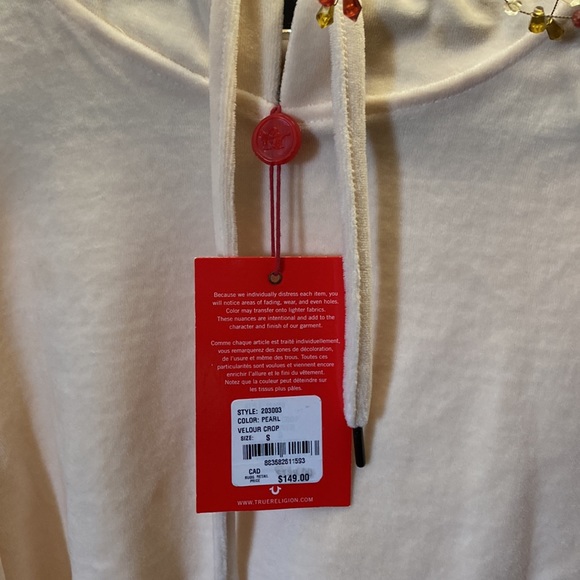 Because we individually distress each item, you
will notice areas of fading, wear, and even holes.
Color may transfer onto lighter fabrics.
These nuances are intentional and add to the
character and finish of our garment.
Comme chaque article est traité individuellement,
vous remarquerez des zones de décoloration,
de l'usure et même des trous. Toutes ces
particularités sont voulues et viennent encore
enrichir l'allure et le fini du vêtement.
Notez que la couleur peut déteindre sur
les tissus plus pâles.
STYLE: 203003
COLOR: PEARL
VELOUR CROP
SIZE: S
883682611593
CAD
SUGG RETAIL
PRICE
$149.00
WWW.TRUERELIGION.COM